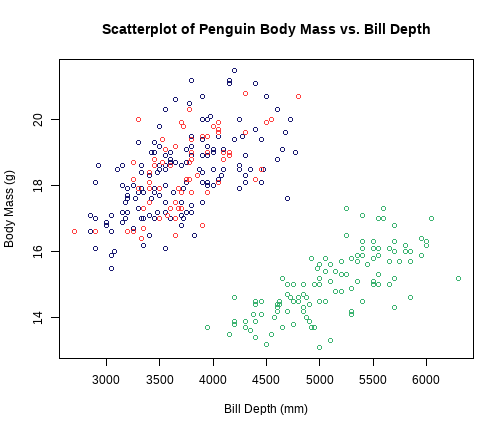 Scatterplot of Penguin Body Mass vs. Bill Depth
Body Mass (g)
20
18
16
14
3000 3500 4000 4500 5000 5500 6000
Bill Depth (mm)